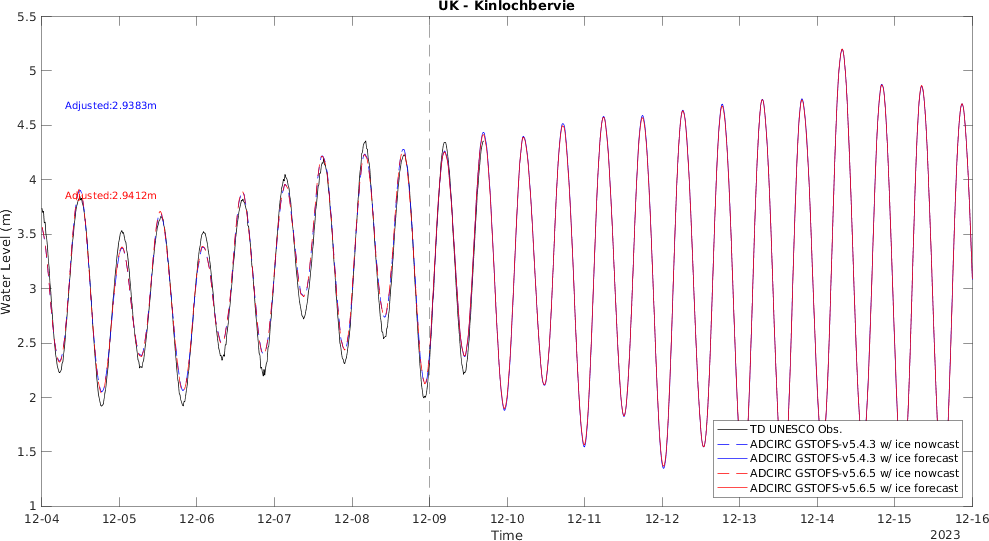 UK - Kinlochbervie
5.5
5
4.5
4
3.5
3
2.5
2
1.5
1
Water Level (m)
Adjusted:2.9383m
Adjusted:2.9412m
TD UNESCO Obs.
ADCIRC GSTOFS-v5.4.3 w/ ice nowcast
ADCIRC GSTOFS-v5.4.3 w/ ice forecast
ADCIRC GSTOFS-v5.6.5 w/ ice nowcast
ADCIRC GSTOFS-v5.6.5 w/ ice forecast
12-04 12-05 12-06 12-07 12-08 12-09 12-10 12-11 12-12 12-13 12-14 12-15 12-16
Time
2023